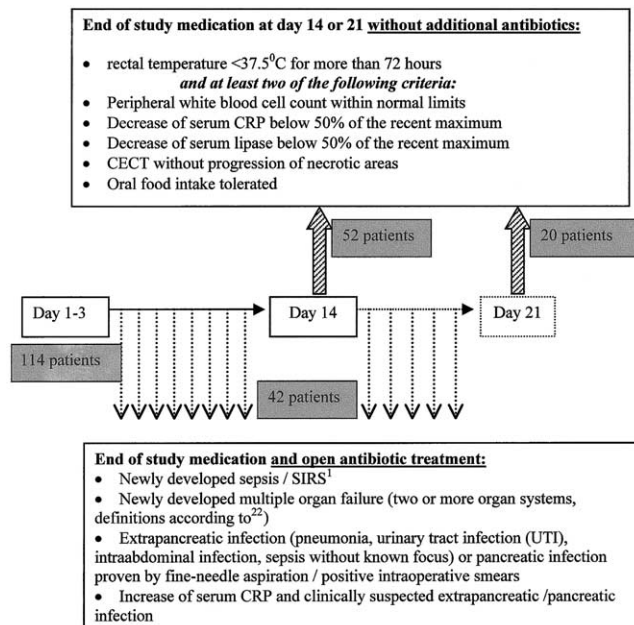 End of study medication at day 14 or 21 without additional antibiotics:
• rectal temperature <37.5⁰C for more than 72 hours
and at least two of the following criteria:
• Peripheral white blood cell count within normal limits
• Decrease of serum CRP below 50% of the recent maximum
• Decrease of serum lipase below 50% of the recent maximum
• CECT without progression of necrotic areas
• Oral food intake tolerated
52 patients
20 patients
Day 1-3
Day 14
Day 21
114 patients
42 patients
End of study medication and open antibiotic treatment:
• Newly developed sepsis / SIRS¹
• Newly developed multiple organ failure (two or more organ systems,
definitions according to²²)
• Extrapancreatic infection (pneumonia, urinary tract infection (UTI),
intraabdominal infection, sepsis without known focus) or pancreatic infection
proven by fine-needle aspiration / positive intraoperative smears
• Increase of serum CRP and clinically suspected extrapancreatic /pancreatic
infection